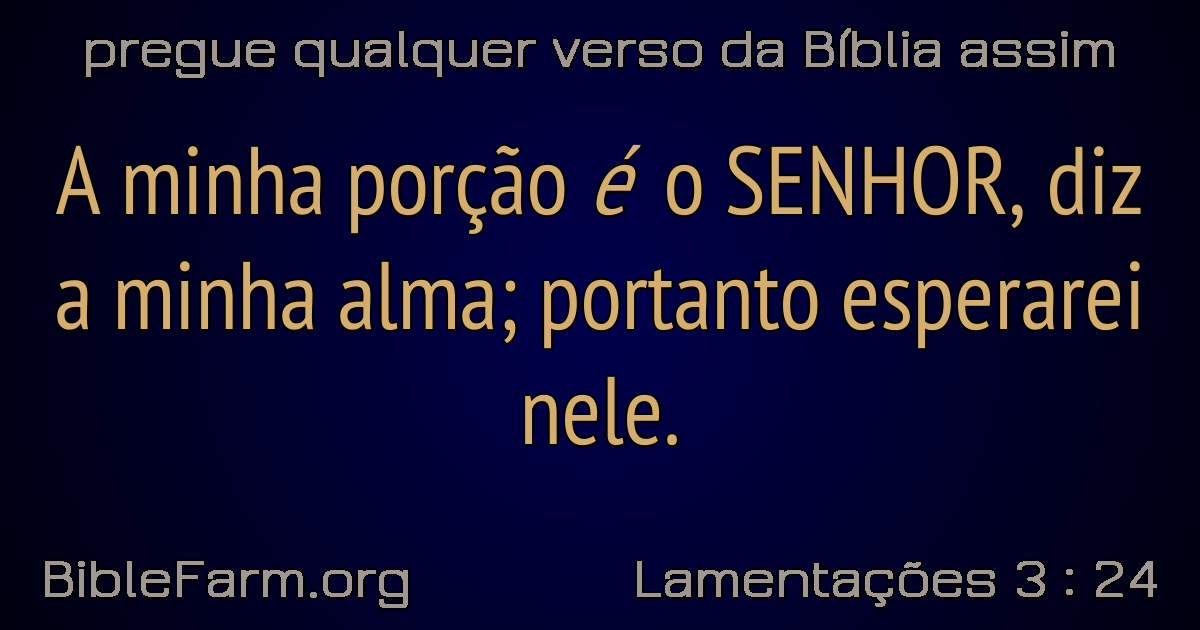 pregue qualquer verso da Bíblia assim
A minha porção é o SENHOR, diz
a minha alma; portanto esperarei
nele.
BibleFarm.org
Lamentações 3 : 24